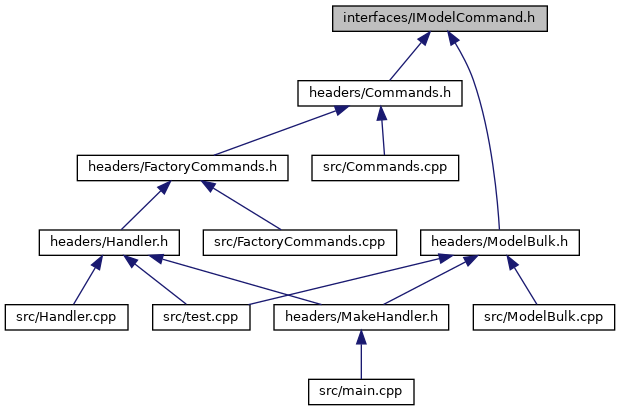 interfaces/IModelCommand.h
headers/Commands.h
headers/FactoryCommands.h
src/Commands.cpp
headers/Handler.h
src/FactoryCommands.cpp
headers/ModelBulk.h
src/Handler.cpp
src/test.cpp
headers/MakeHandler.h
src/ModelBulk.cpp
src/main.cpp